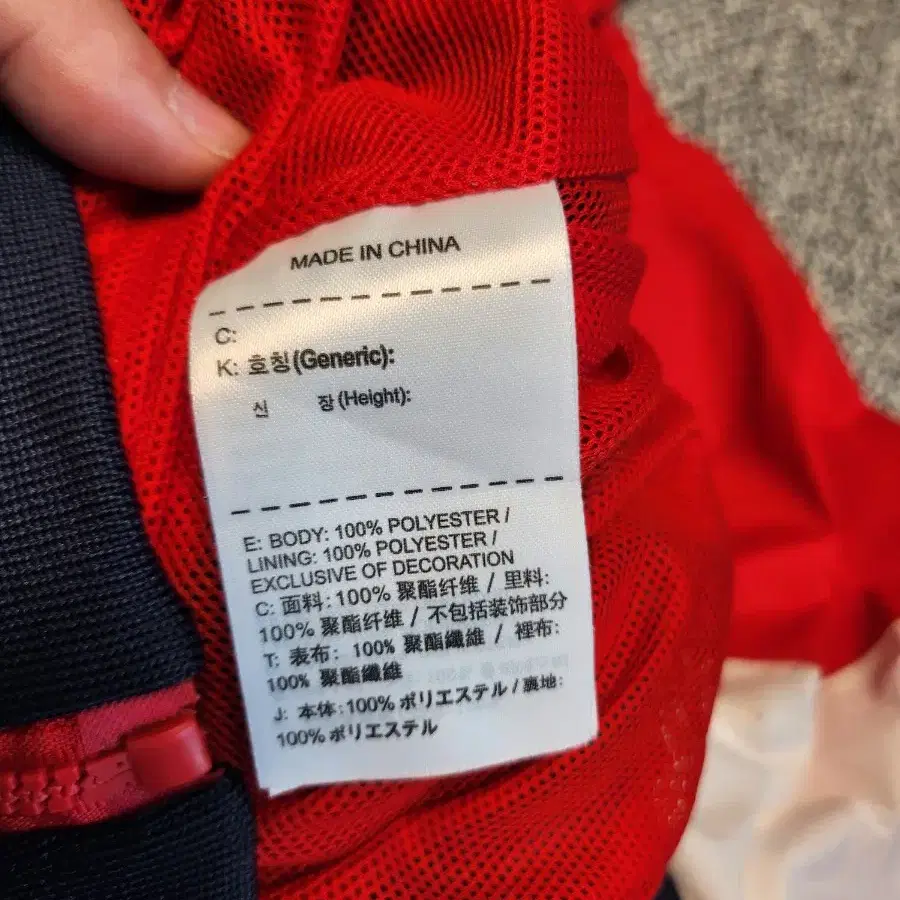 MADE IN CHINA
C:
K: 호칭(Generic):
신 장(Height):
E: BODY: 100% POLYESTER /
LINING: 100% POLYESTER /
EXCLUSIVE OF DECORATION
C: 面料: 100% 聚酯纤维 / 里料:
100% 聚酯纤维 / 不包括装饰部分
T: 表布: 100% 聚酯纖維 / 裡布:
100% 聚酯纖維
J: 本体: 100% ポリエステル / 裏地:
100% ポリエステル